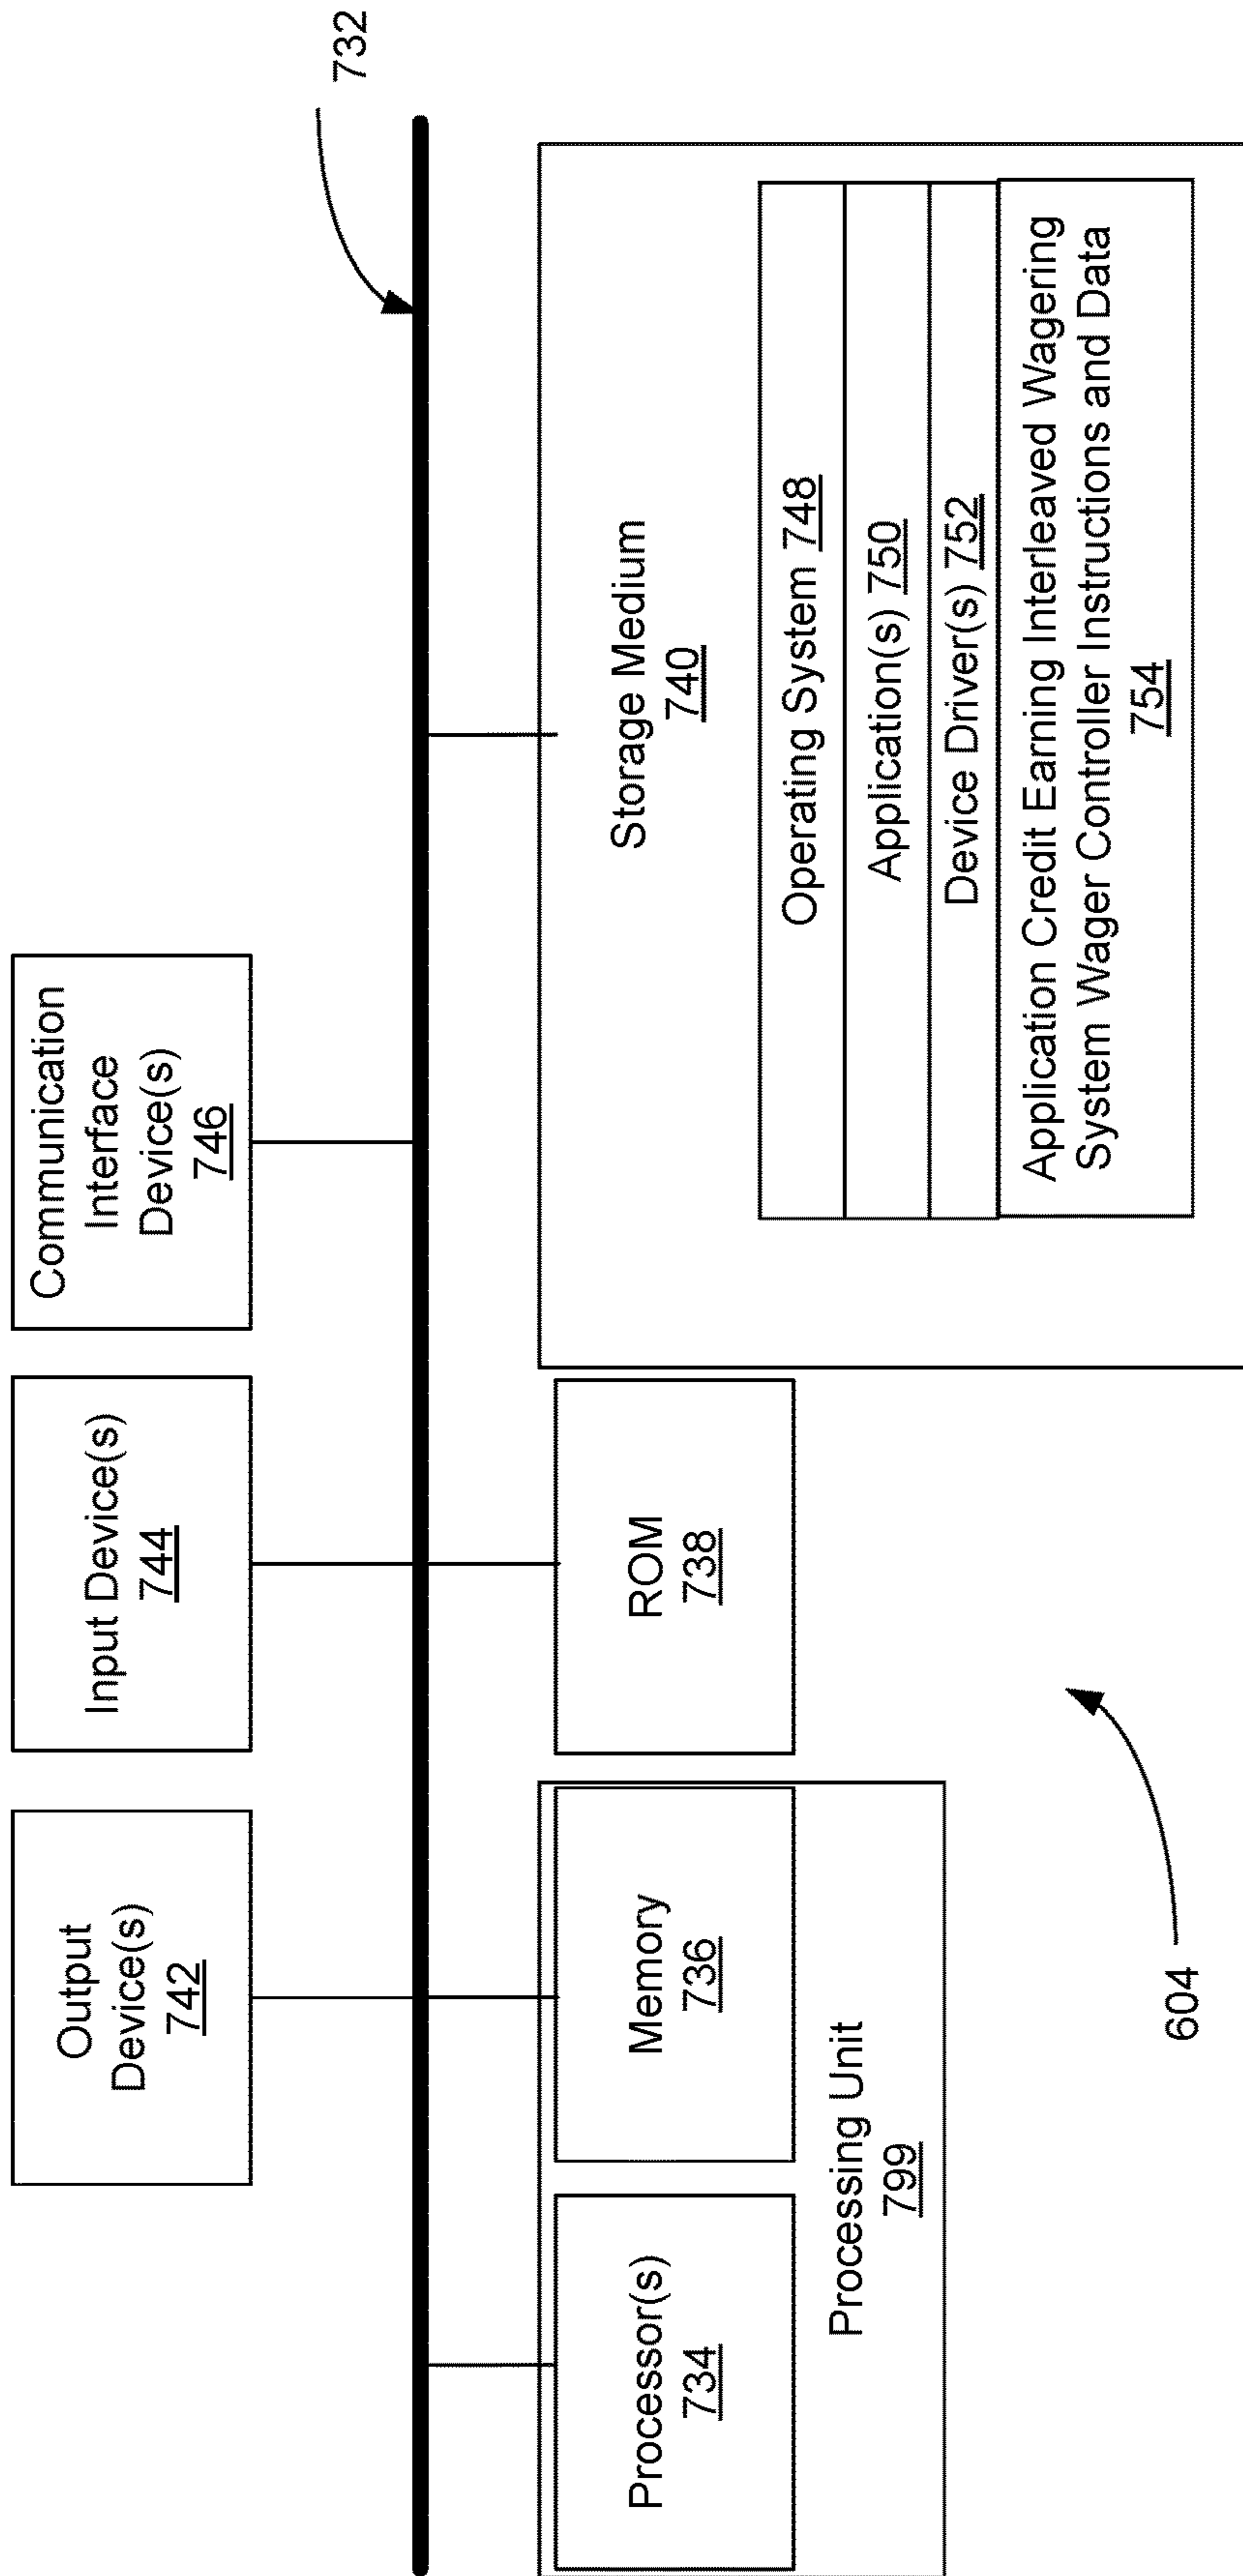 732
Output
Device(s)
742
Input Device(s)
744
Communication
Interface
Device(s)
746
Processor(s)
734
Memory
736
Processing Unit
799
ROM
738
Storage Medium
740
Operating System 748
Application(s) 750
Device Driver(s) 752
Application Credit Earning Interleaved Wagering
System Wager Controller Instructions and Data
754
604